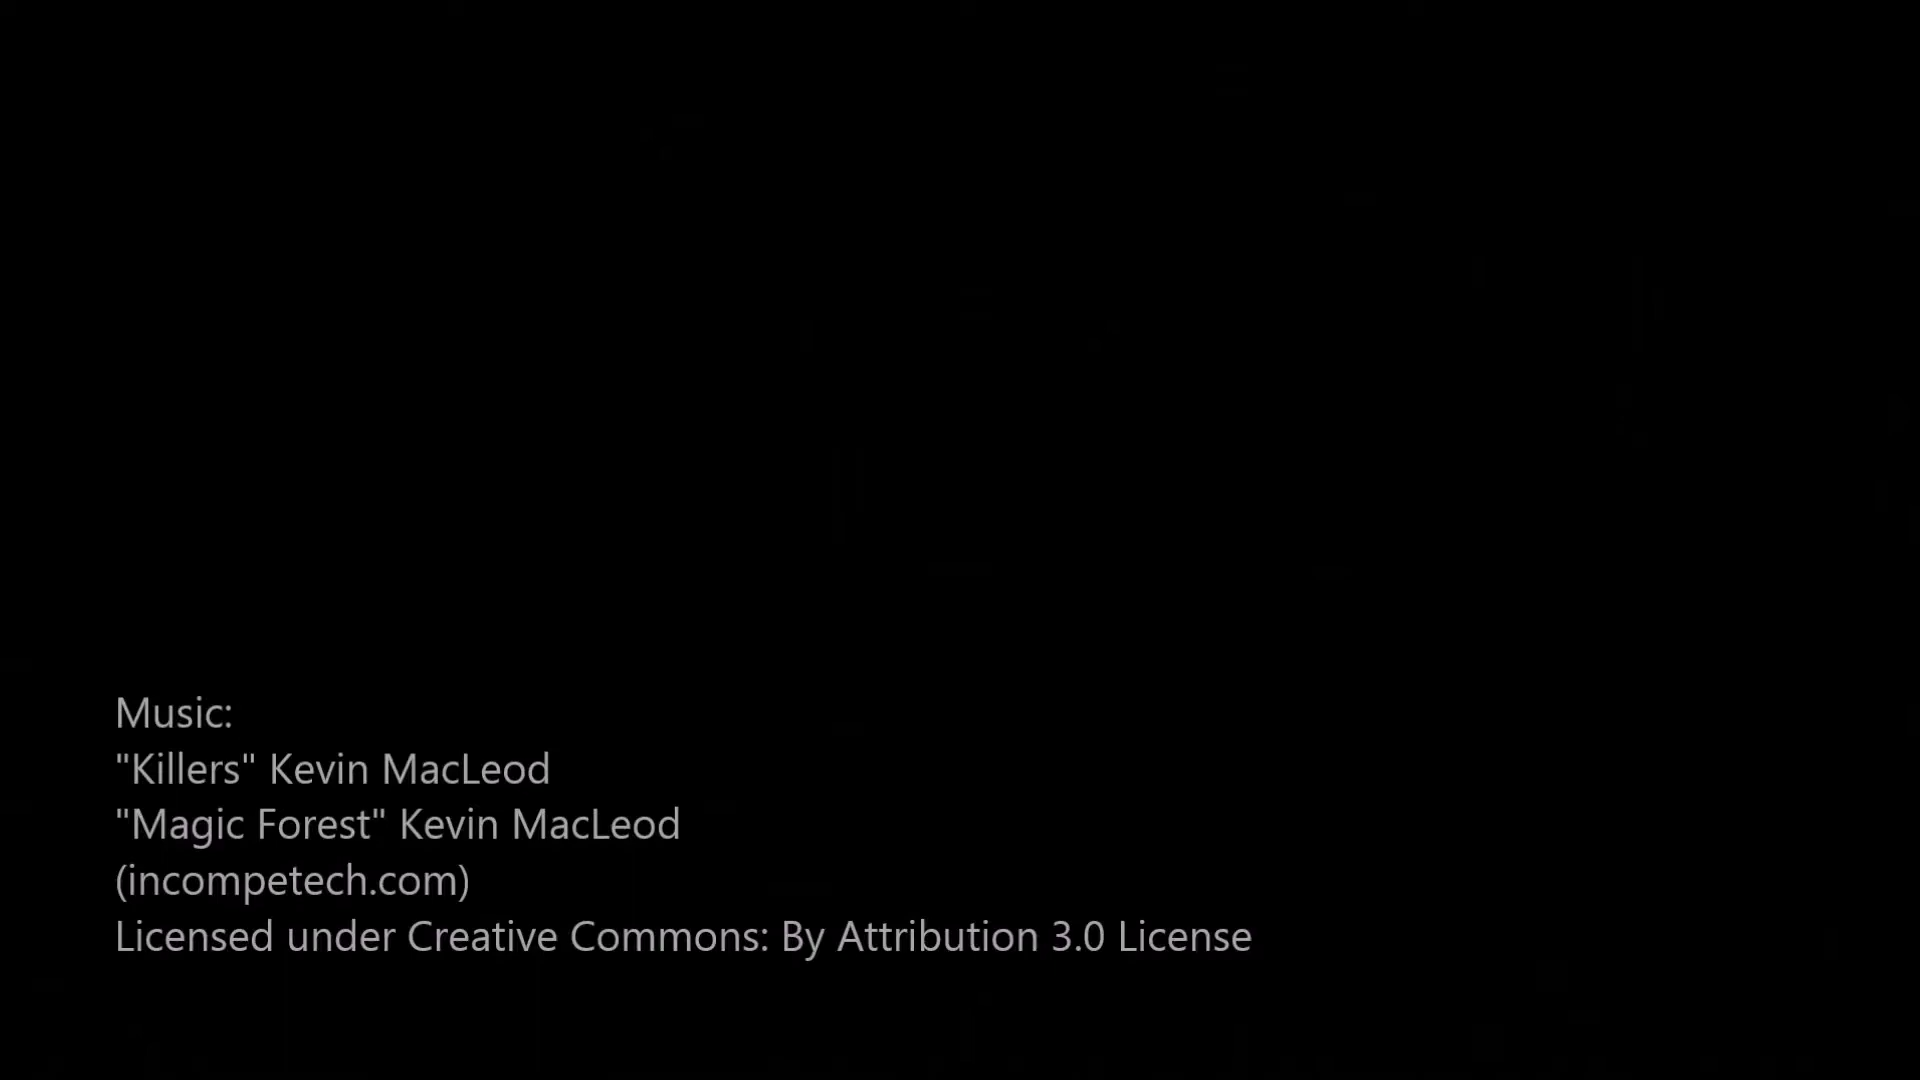 Music:
"Killers" Kevin MacLeod
"Magic Forest" Kevin MacLeod
(incompetech.com)
Licensed under Creative Commons: By Attribution 3.0 License